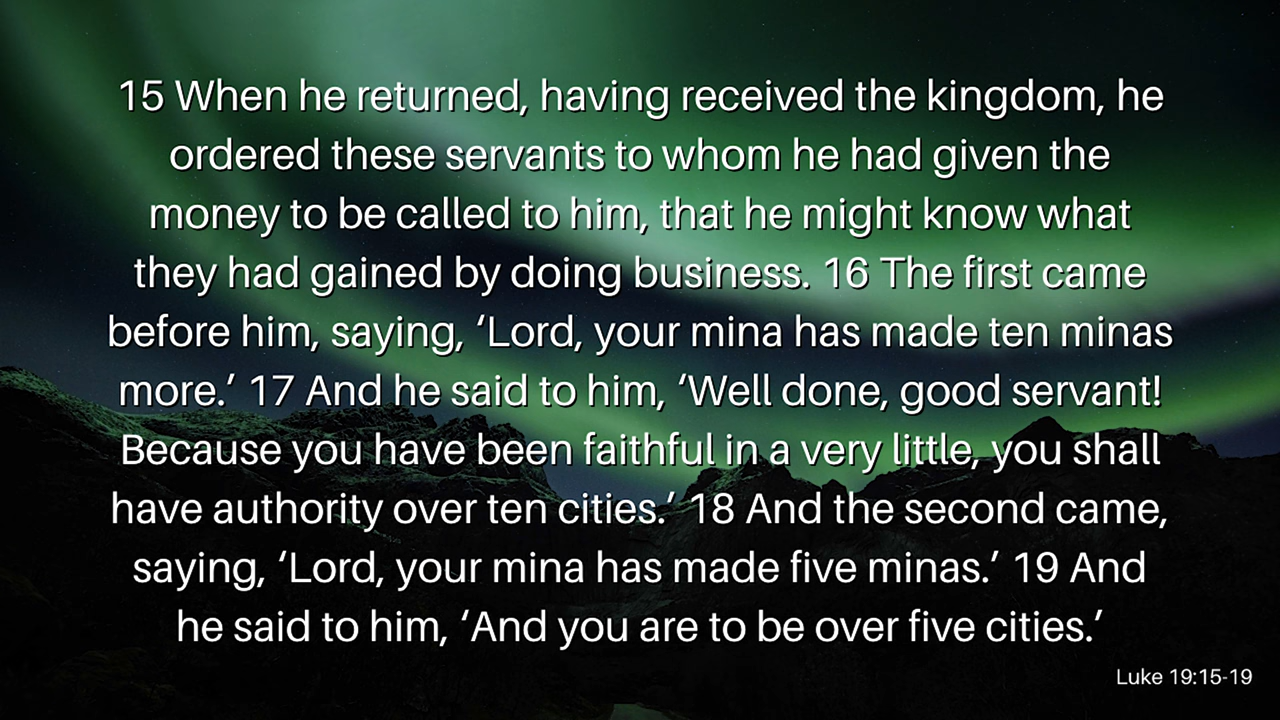 15 When he returned, having received the kingdom, he
ordered these servants to whom he had given the
money to be called to him, that he might know what
they had gained by doing business. 16 The first came
before him, saying, ‘Lord, your mina has made ten minas
more.’ 17 And he said to him, ‘Well done, good servant!
Because you have been faithful in a very little, you shall
have authority over ten cities.’ 18 And the second came,
saying, ‘Lord, your mina has made five minas.’ 19 And
he said to him, ‘And you are to be over five cities.’
Luke 19:15-19